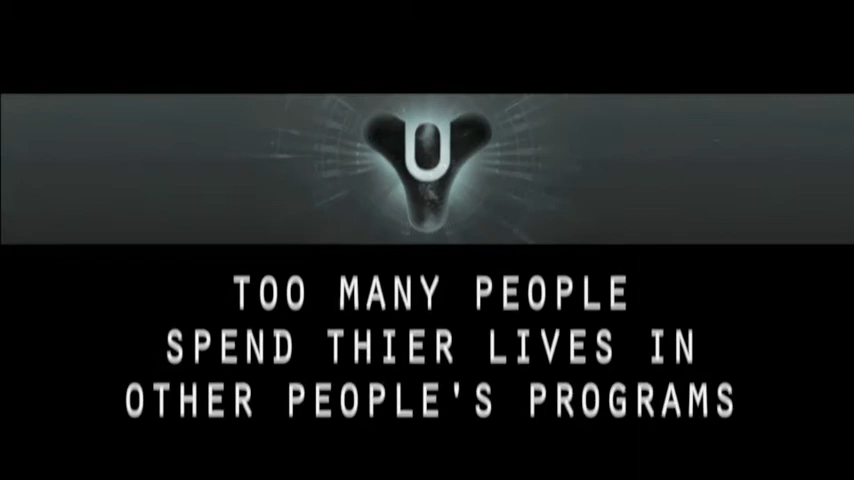 TOO MANY PEOPLE
SPEND THIER LIVES IN
OTHER PEOPLE'S PROGRAMS